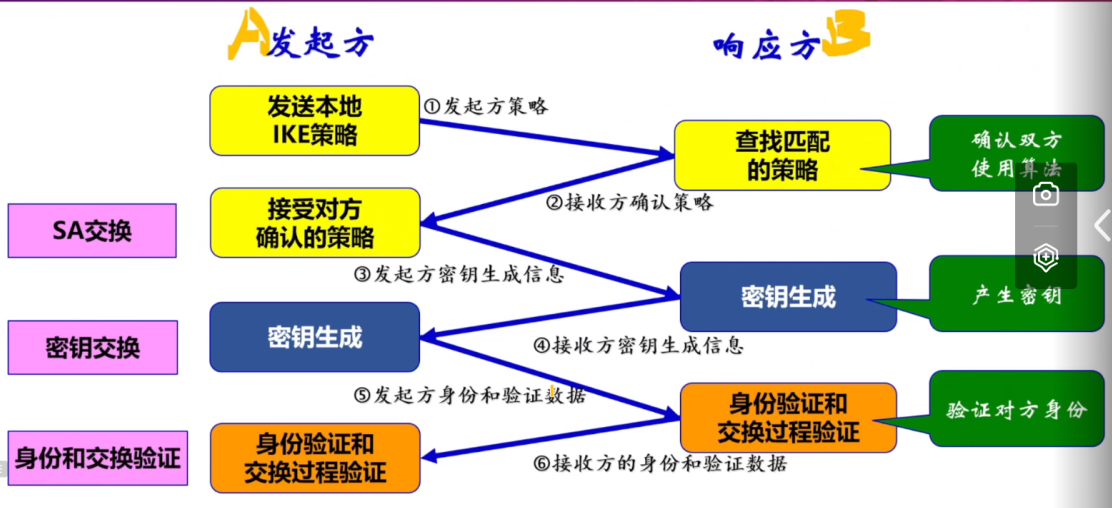 A发起方
响应方B
发送本地
IKE策略
①发起方策略
查找匹配
的策略
确认双方
使用算法
②接收方确认策略
SA交换
接受对方
确认的策略
③发起方密钥生成信息
密钥生成
产生密钥
密钥交换
密钥生成
④接收方密钥生成信息
⑤发起方身份和验证数据
身份验证和
交换过程验证
验证对方身份
身份和交换验证
身份验证和
交换过程验证
⑥接收方的身份和验证数据